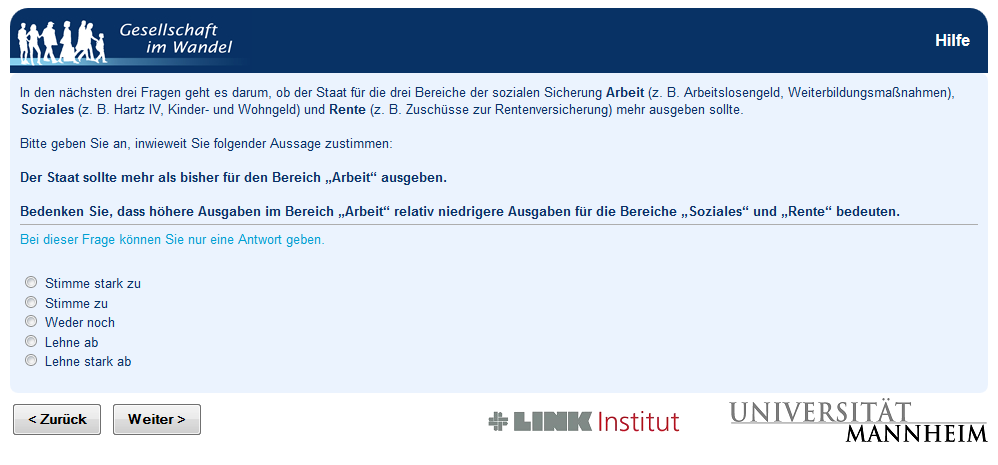 Gesellschaft
im Wandel
Hilfe
In den nächsten drei Fragen geht es darum, ob der Staat für die drei Bereiche der sozialen Sicherung Arbeit (z. B. Arbeitslosengeld, Weiterbildungsmaßnahmen),
Soziales (z. B. Hartz IV, Kinder- und Wohngeld) und Rente (z. B. Zuschüsse zur Rentenversicherung) mehr ausgeben sollte.
Bitte geben Sie an, inwieweit Sie folgender Aussage zustimmen:
Der Staat sollte mehr als bisher für den Bereich „Arbeit“ ausgeben.
Bedenken Sie, dass höhere Ausgaben im Bereich „Arbeit“ relativ niedrigere Ausgaben für die Bereiche „Soziales“ und „Rente“ bedeuten.
Bei dieser Frage können Sie nur eine Antwort geben.
Stimme stark zu
Stimme zu
Weder noch
Lehne ab
Lehne stark ab
< Zurück
Weiter >
LINK Institut
UNIVERSITÄT
MANNHEIM